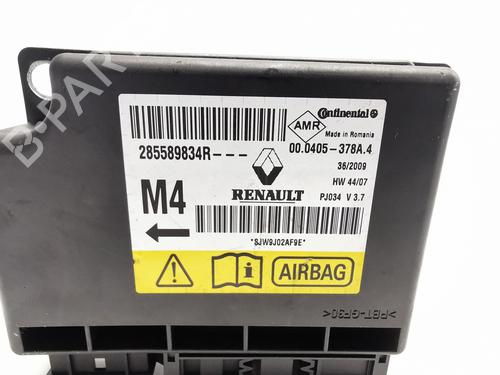 Continental
AMR
Made in Romania
285589834R---
00.0405-378A.4
36/2009
HW 44/07
M4
RENAULT
PJ034 V 3.7
*8JW9J02AF9E*
AIRBAG
>PBT-GF30<
B-PARTS